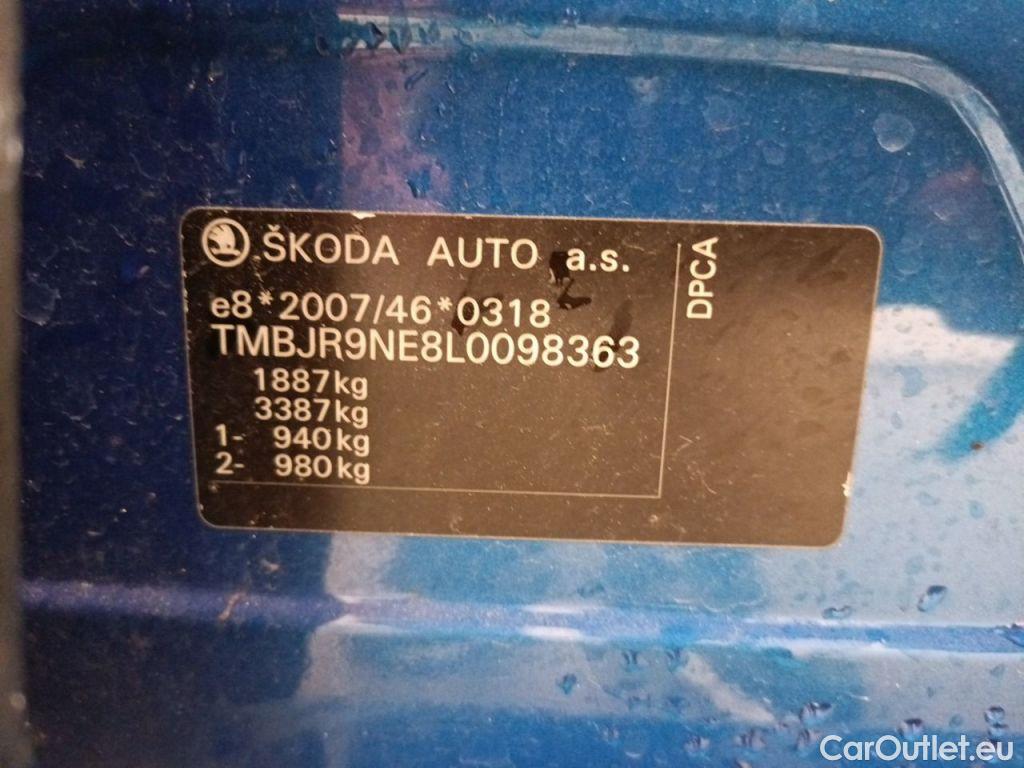 ŠKODA AUTO a.s.
e8*2007/46*0318
TMBJR9NE8L0098363
1887kg
3387kg
1- 940kg
2- 980kg
DPCA
CarOutlet.eu